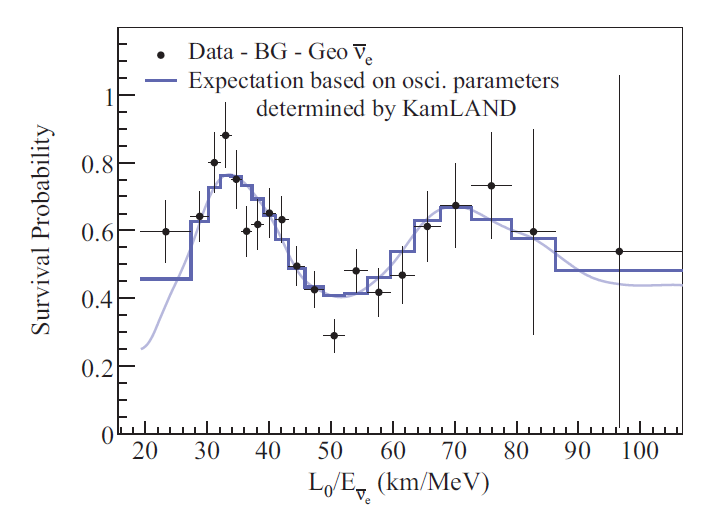 Data - BG - Geo ν̅ₑ
Expectation based on osci. parameters
determined by KamLAND
Survival Probability
1
0.8
0.6
0.4
0.2
0
20 30 40 50 60 70 80 90 100
L₀/E_ν̅ₑ (km/MeV)